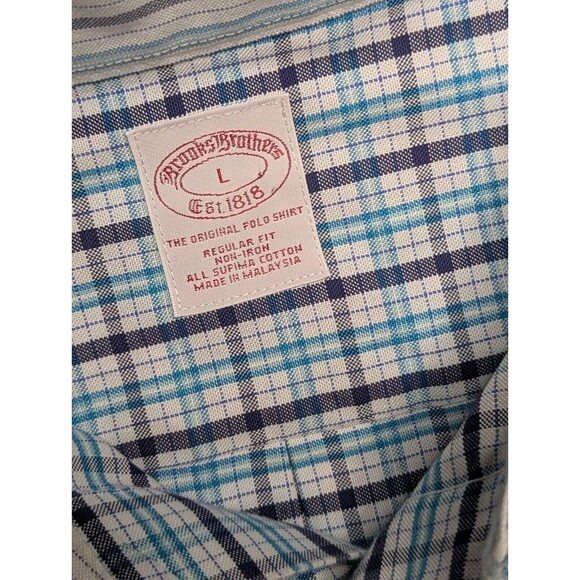 Brooks Brothers
L
Est. 1818
THE ORIGINAL POLO SHIRT
REGULAR FIT
NON-IRON
ALL SUPIMA COTTON
MADE IN MALAYSIA